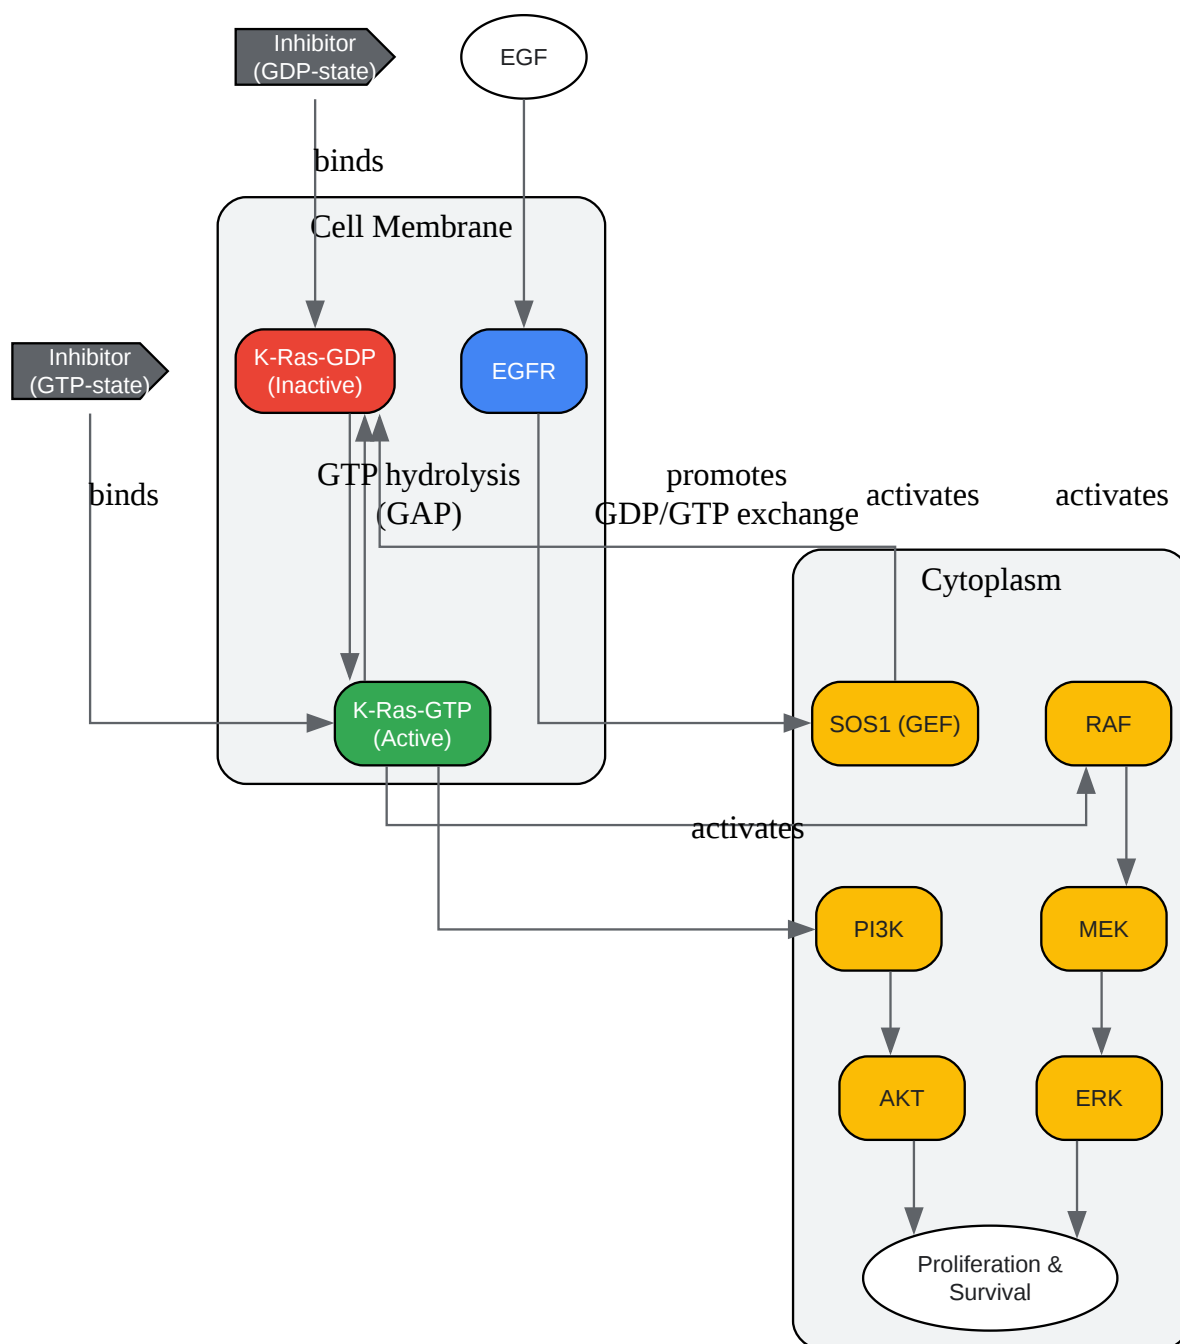 Inhibitor
(GDP-state)
EGF
binds
Cell Membrane
Inhibitor
(GTP-state)
K-Ras-GDP
(Inactive)
EGFR
binds
GTP hydrolysis
(GAP)
promotes
GDP/GTP exchange
activates
activates
Cytoplasm
K-Ras-GTP
(Active)
SOS1 (GEF)
RAF
activates
PI3K
MEK
AKT
ERK
Proliferation &
Survival